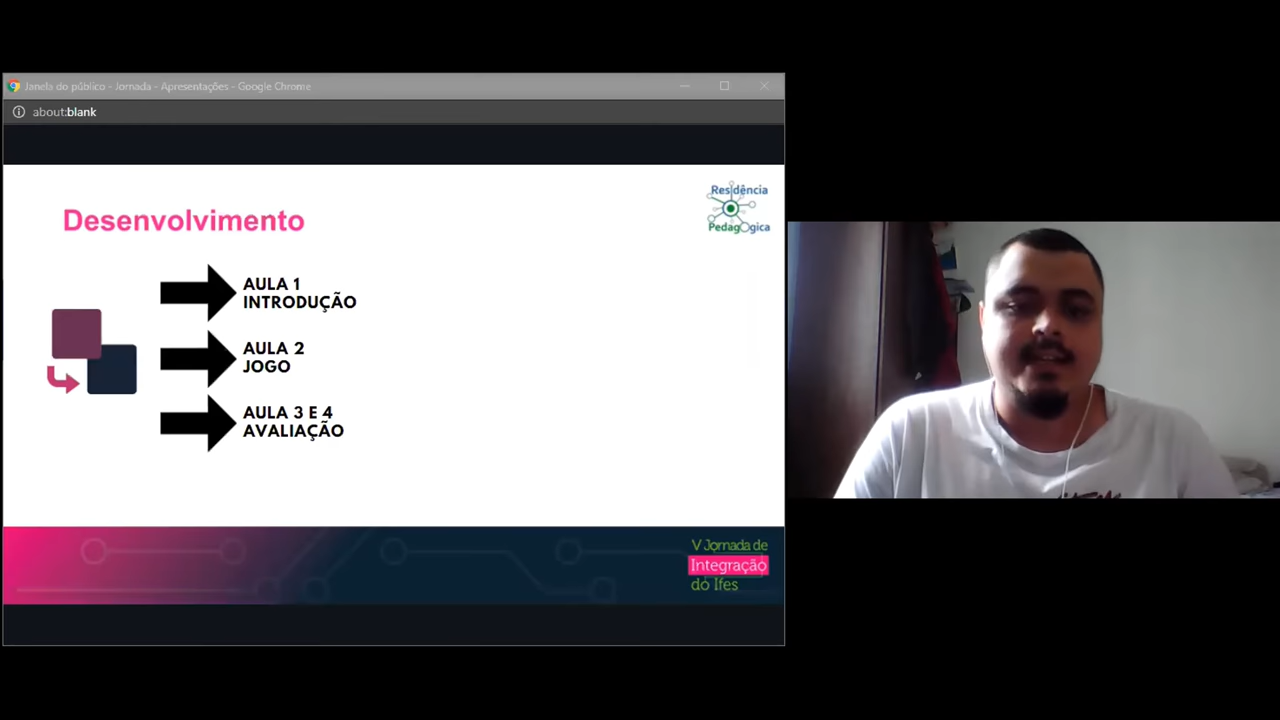 Janela do público - Jornada - Apresentações - Google Chrome
about:blank
Residência
Pedagógica
Desenvolvimento
AULA 1
INTRODUÇÃO
AULA 2
JOGO
AULA 3 E 4
AVALIAÇÃO
V Jornada de
Integração
do Ifes